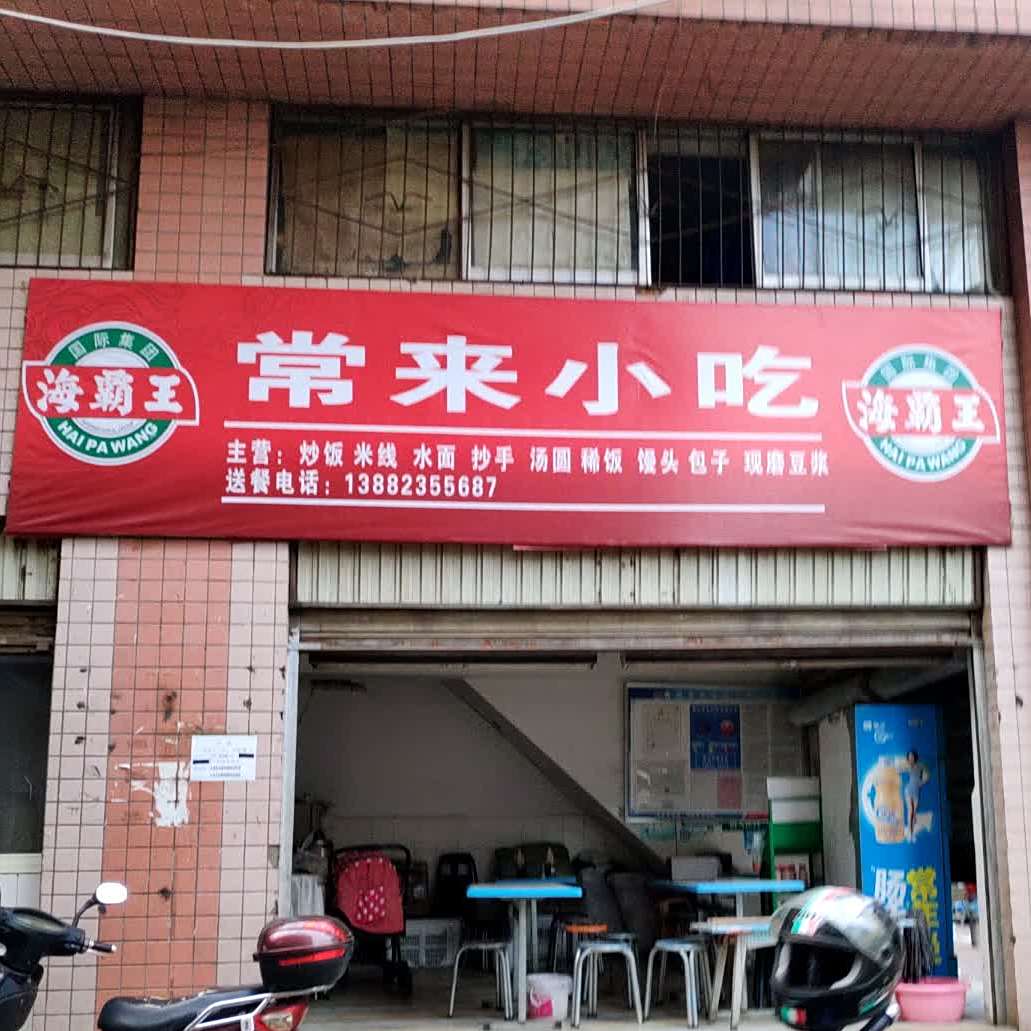 国际集团
海霸王
HAI PA WANG
常来小吃
主营：炒饭 米线 水面 抄手 汤圆 稀饭 馒头 包子 现磨豆浆
送餐电话：13882355687
国际集团
海霸王
HAI PA WANG